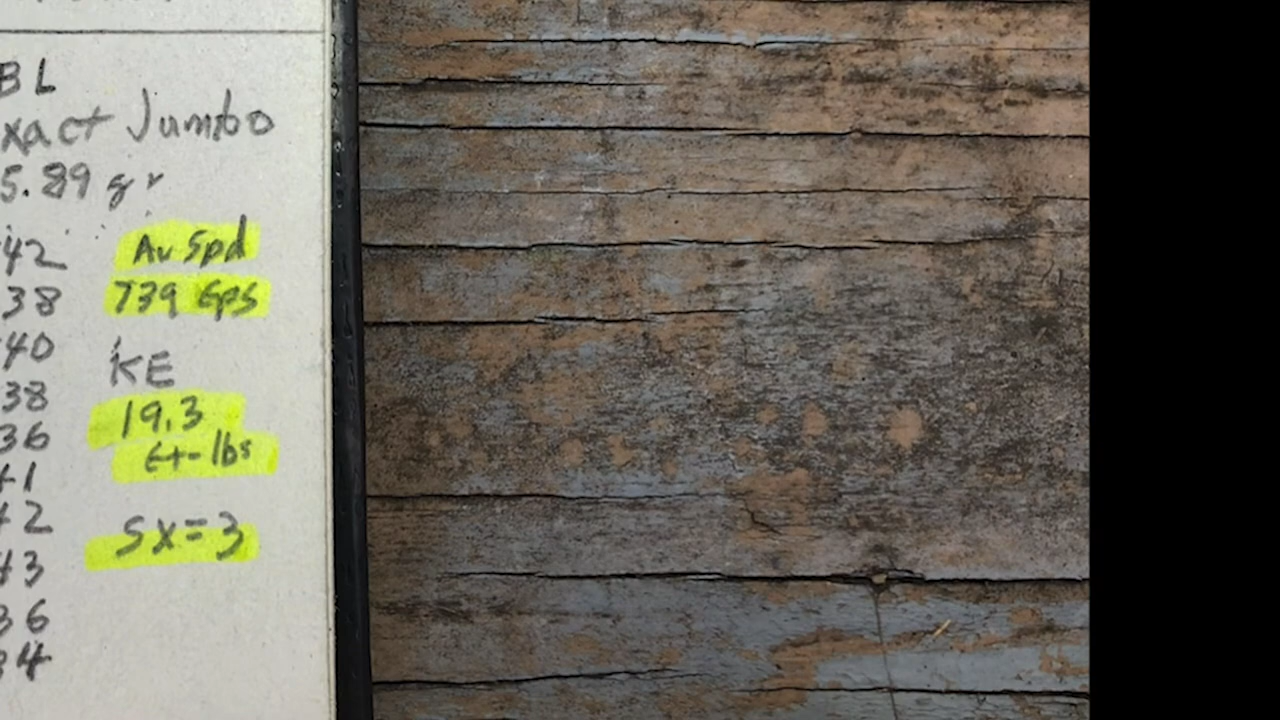 BL
xact Jumbo
5.89 gr
42 Av Spd
38 739 fps
40
KE
38 19.3
36 ft-lbs
41
42 SX=3
43
36
34